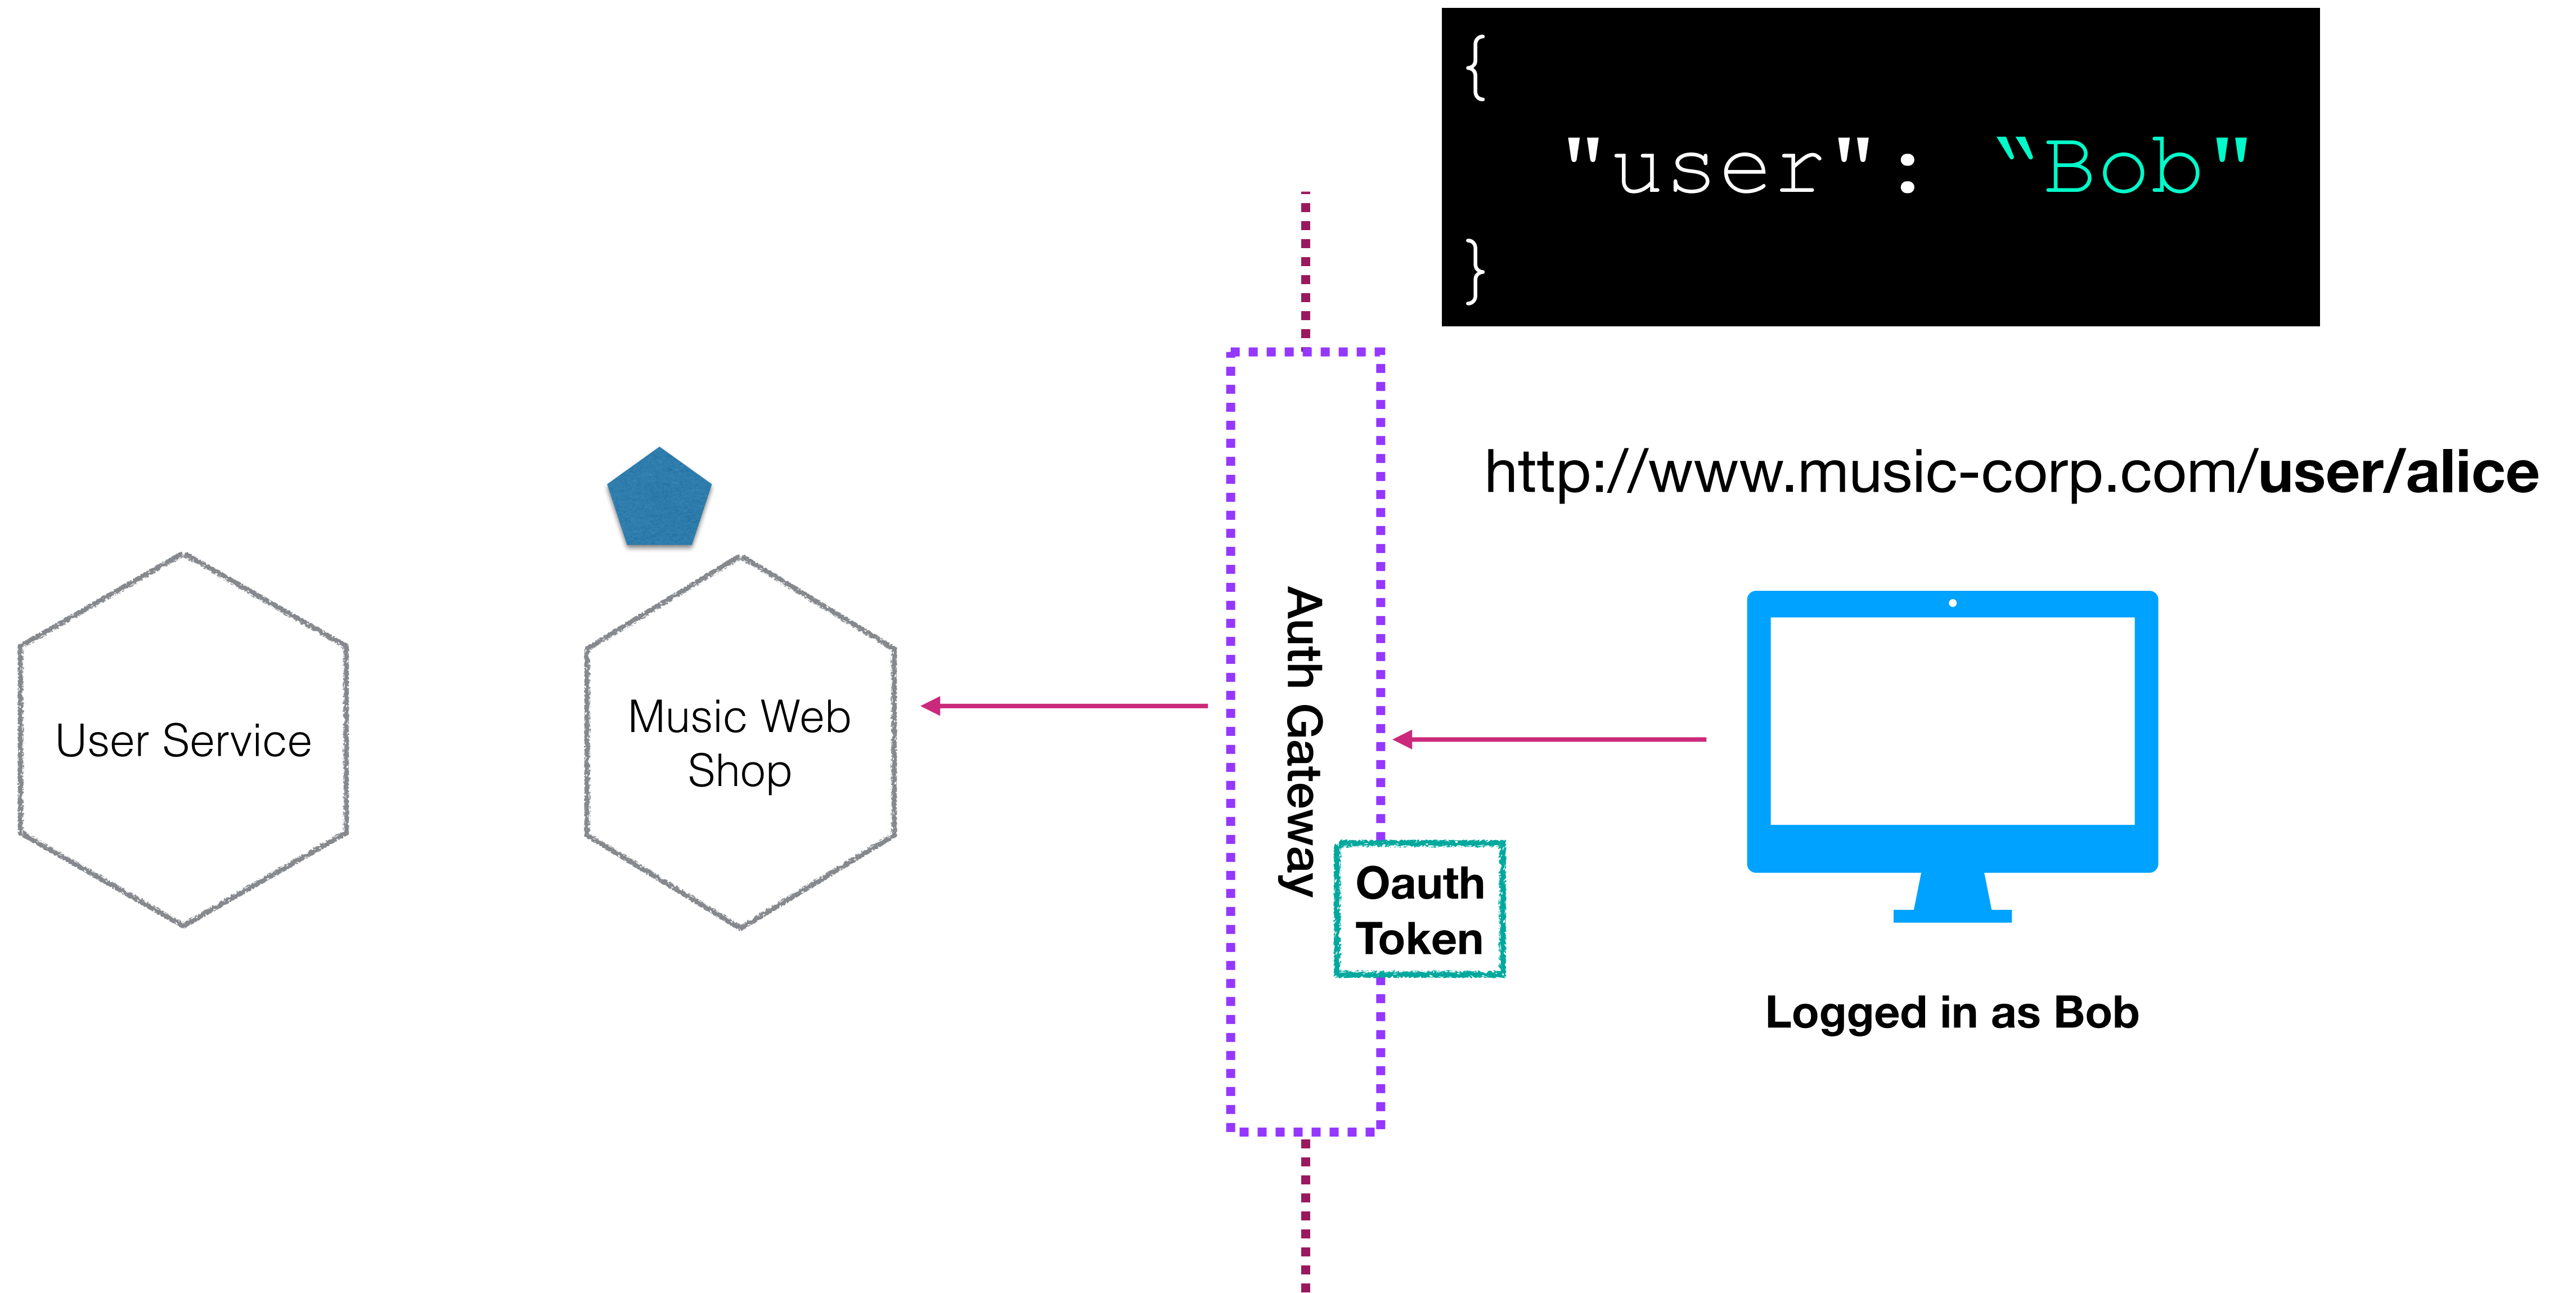 {
"user": “Bob"
}
http://www.music-corp.com/user/alice
User Service
Music Web
Shop
Auth Gateway
Oauth
Token
Logged in as Bob